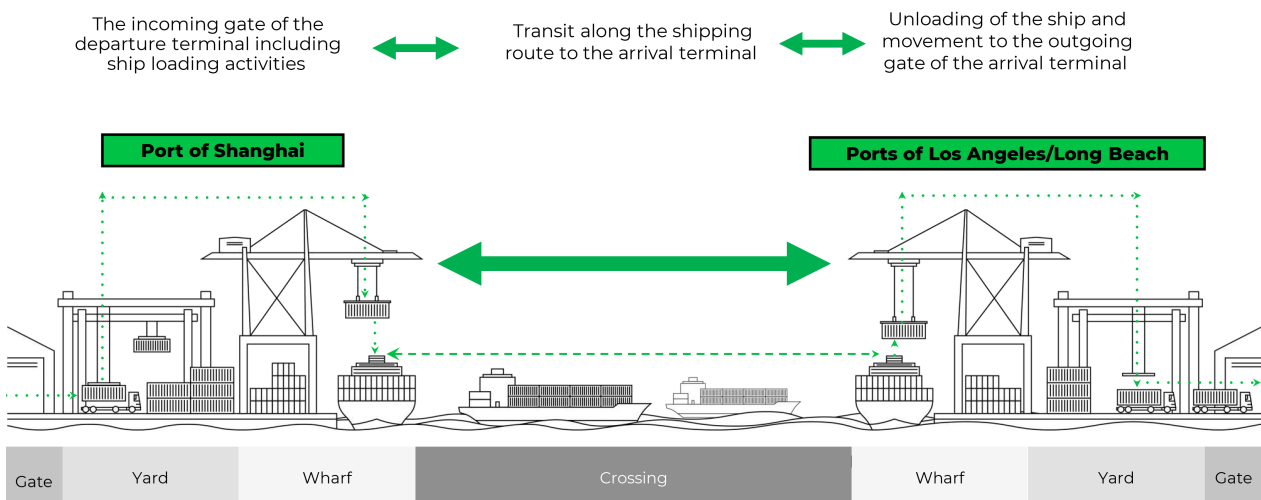 The incoming gate of the
departure terminal including
ship loading activities
Transit along the shipping
route to the arrival terminal
Unloading of the ship and
movement to the outgoing
gate of the arrival terminal
Port of Shanghai
Ports of Los Angeles/Long Beach
Gate
Yard
Wharf
Crossing
Wharf
Yard
Gate